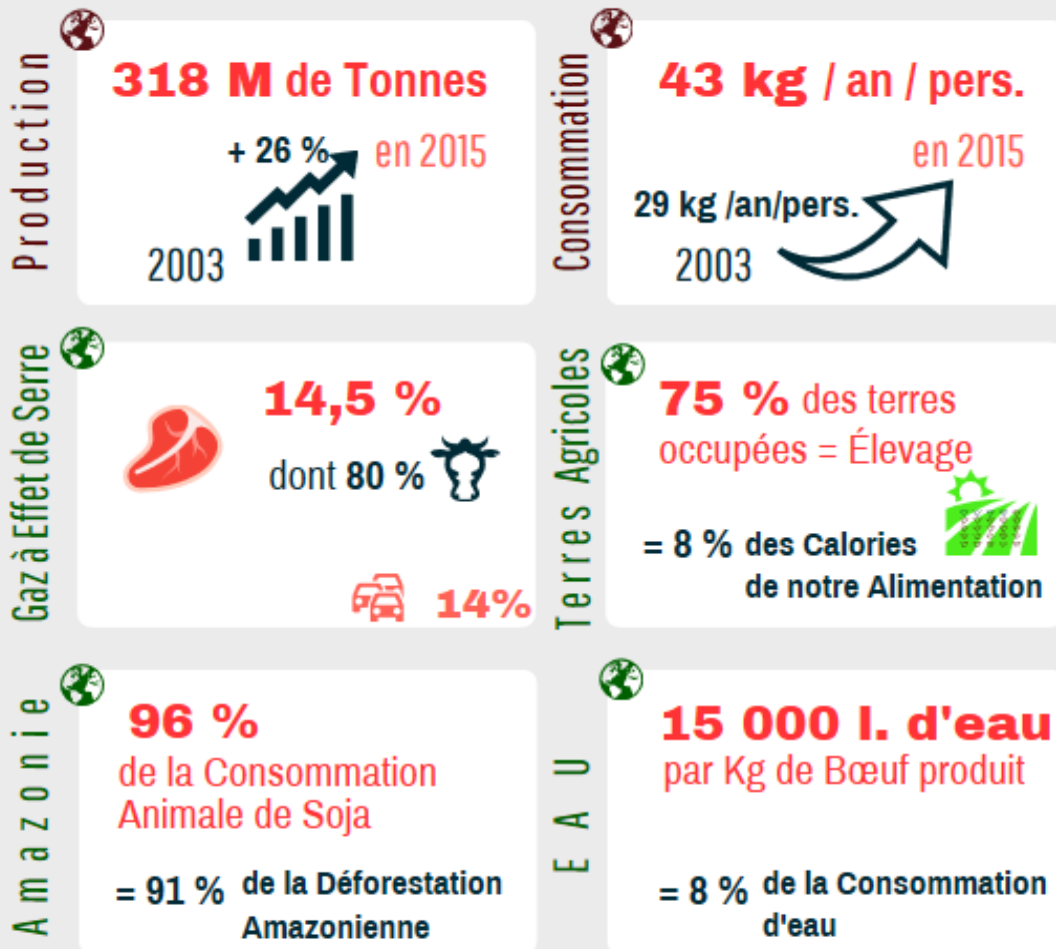 Production
318 M de Tonnes
+ 26 %
en 2015
2003
Consommation
43 kg / an / pers.
en 2015
29 kg /an/pers.
2003
Gaz à Effet de Serre
14,5 %
dont 80 %
14%
Terres Agricoles
75 % des terres
occupées = Élevage
= 8 % des Calories
de notre Alimentation
Amazonie
96 %
de la Consommation
Animale de Soja
= 91 % de la Déforestation
Amazonienne
EAU
15 000 l. d'eau
par Kg de Bœuf produit
= 8 % de la Consommation
d'eau